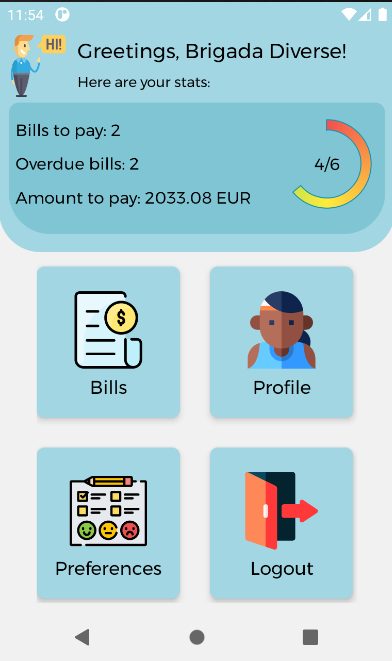 11:54
HI!
Greetings, Brigada Diverse!
Here are your stats:
Bills to pay: 2
Overdue bills: 2
4/6
Amount to pay: 2033.08 EUR
$
Bills
Profile
Preferences
Logout